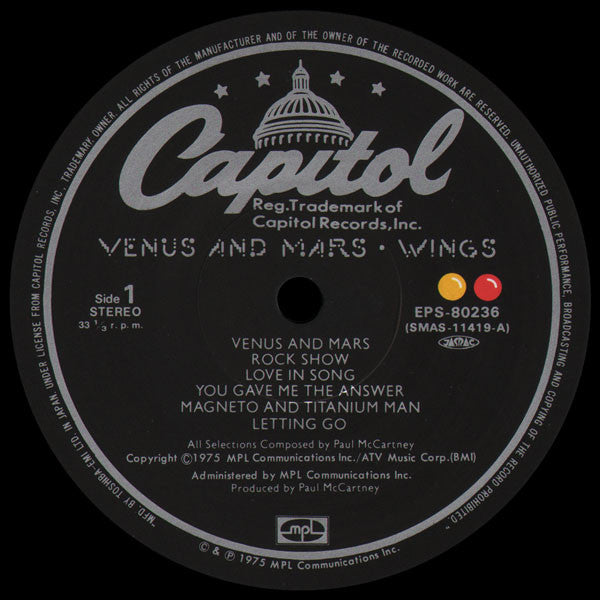 "MFD BY TOSHIBA-EMI LTD IN JAPAN UNDER LICENSE FROM CAPITOL RECORDS, INC. TRADEMARK OWNER. ALL RIGHTS OF THE MANUFACTURER AND OF THE OWNER OF THE RECORDED WORK ARE RESERVED. UNAUTHORIZED PUBLIC PERFORMANCE, BROADCASTING AND COPYING OF THE RECORD PROHIBITED."
Capitol
Reg.Trademark of
Capitol Records,Inc.
VENUS AND MARS • WINGS
Side 1
STEREO
33 1/3 r.p.m.
EPS-80236
(SMAS-11419-A)
JASRAC
VENUS AND MARS
ROCK SHOW
LOVE IN SONG
YOU GAVE ME THE ANSWER
MAGNETO AND TITANIUM MAN
LETTING GO
All Selections Composed by Paul McCartney
Copyright ©1975 MPL Communications Inc./ATV Music Corp.(BMI)
Administered by MPL Communications Inc.
Produced by Paul McCartney
mpl
© & ℗ 1975 MPL Communications Inc.